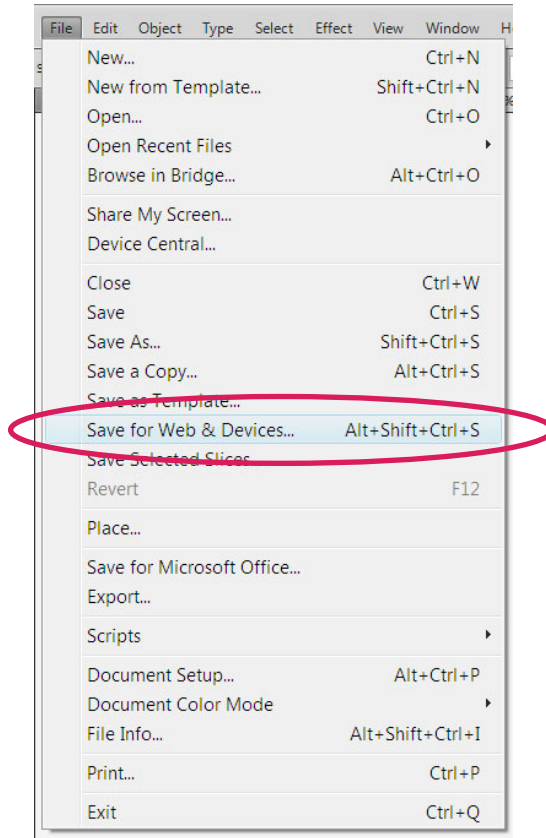 File Edit Object Type Select Effect View Window
New... Ctrl+N
New from Template... Shift+Ctrl+N
Open... Ctrl+O
Open Recent Files
Browse in Bridge... Alt+Ctrl+O
Share My Screen...
Device Central...
Close Ctrl+W
Save Ctrl+S
Save As... Shift+Ctrl+S
Save a Copy... Alt+Ctrl+S
Save as Template...
Save for Web & Devices... Alt+Shift+Ctrl+S
Save Selected Slices...
Revert F12
Place...
Save for Microsoft Office...
Export...
Scripts
Document Setup... Alt+Ctrl+P
Document Color Mode
File Info... Alt+Shift+Ctrl+I
Print... Ctrl+P
Exit Ctrl+Q